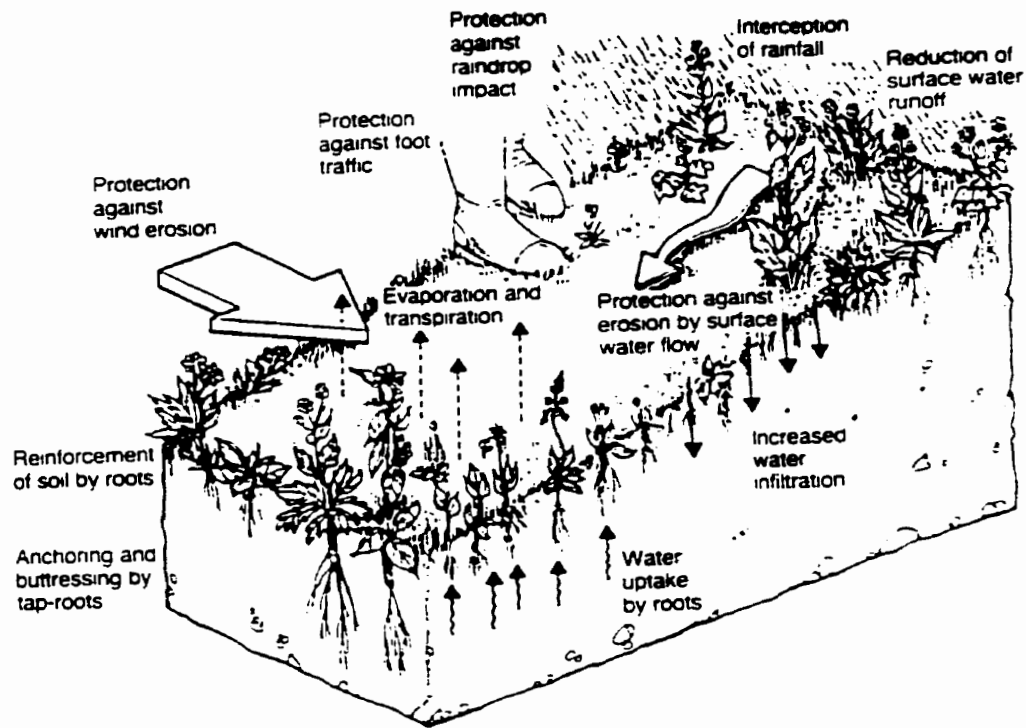 Protection
against
raindrop
impact
Interception
of rainfall
Reduction of
surface water
runoff
Protection
against foot
traffic
Protection
against
wind erosion
Evaporation and
transpiration
Protection against
erosion by surface
water flow
Reinforcement
of soil by roots
Increased
water
infiltration
Anchoring and
buttressing by
tap-roots
Water
uptake
by roots